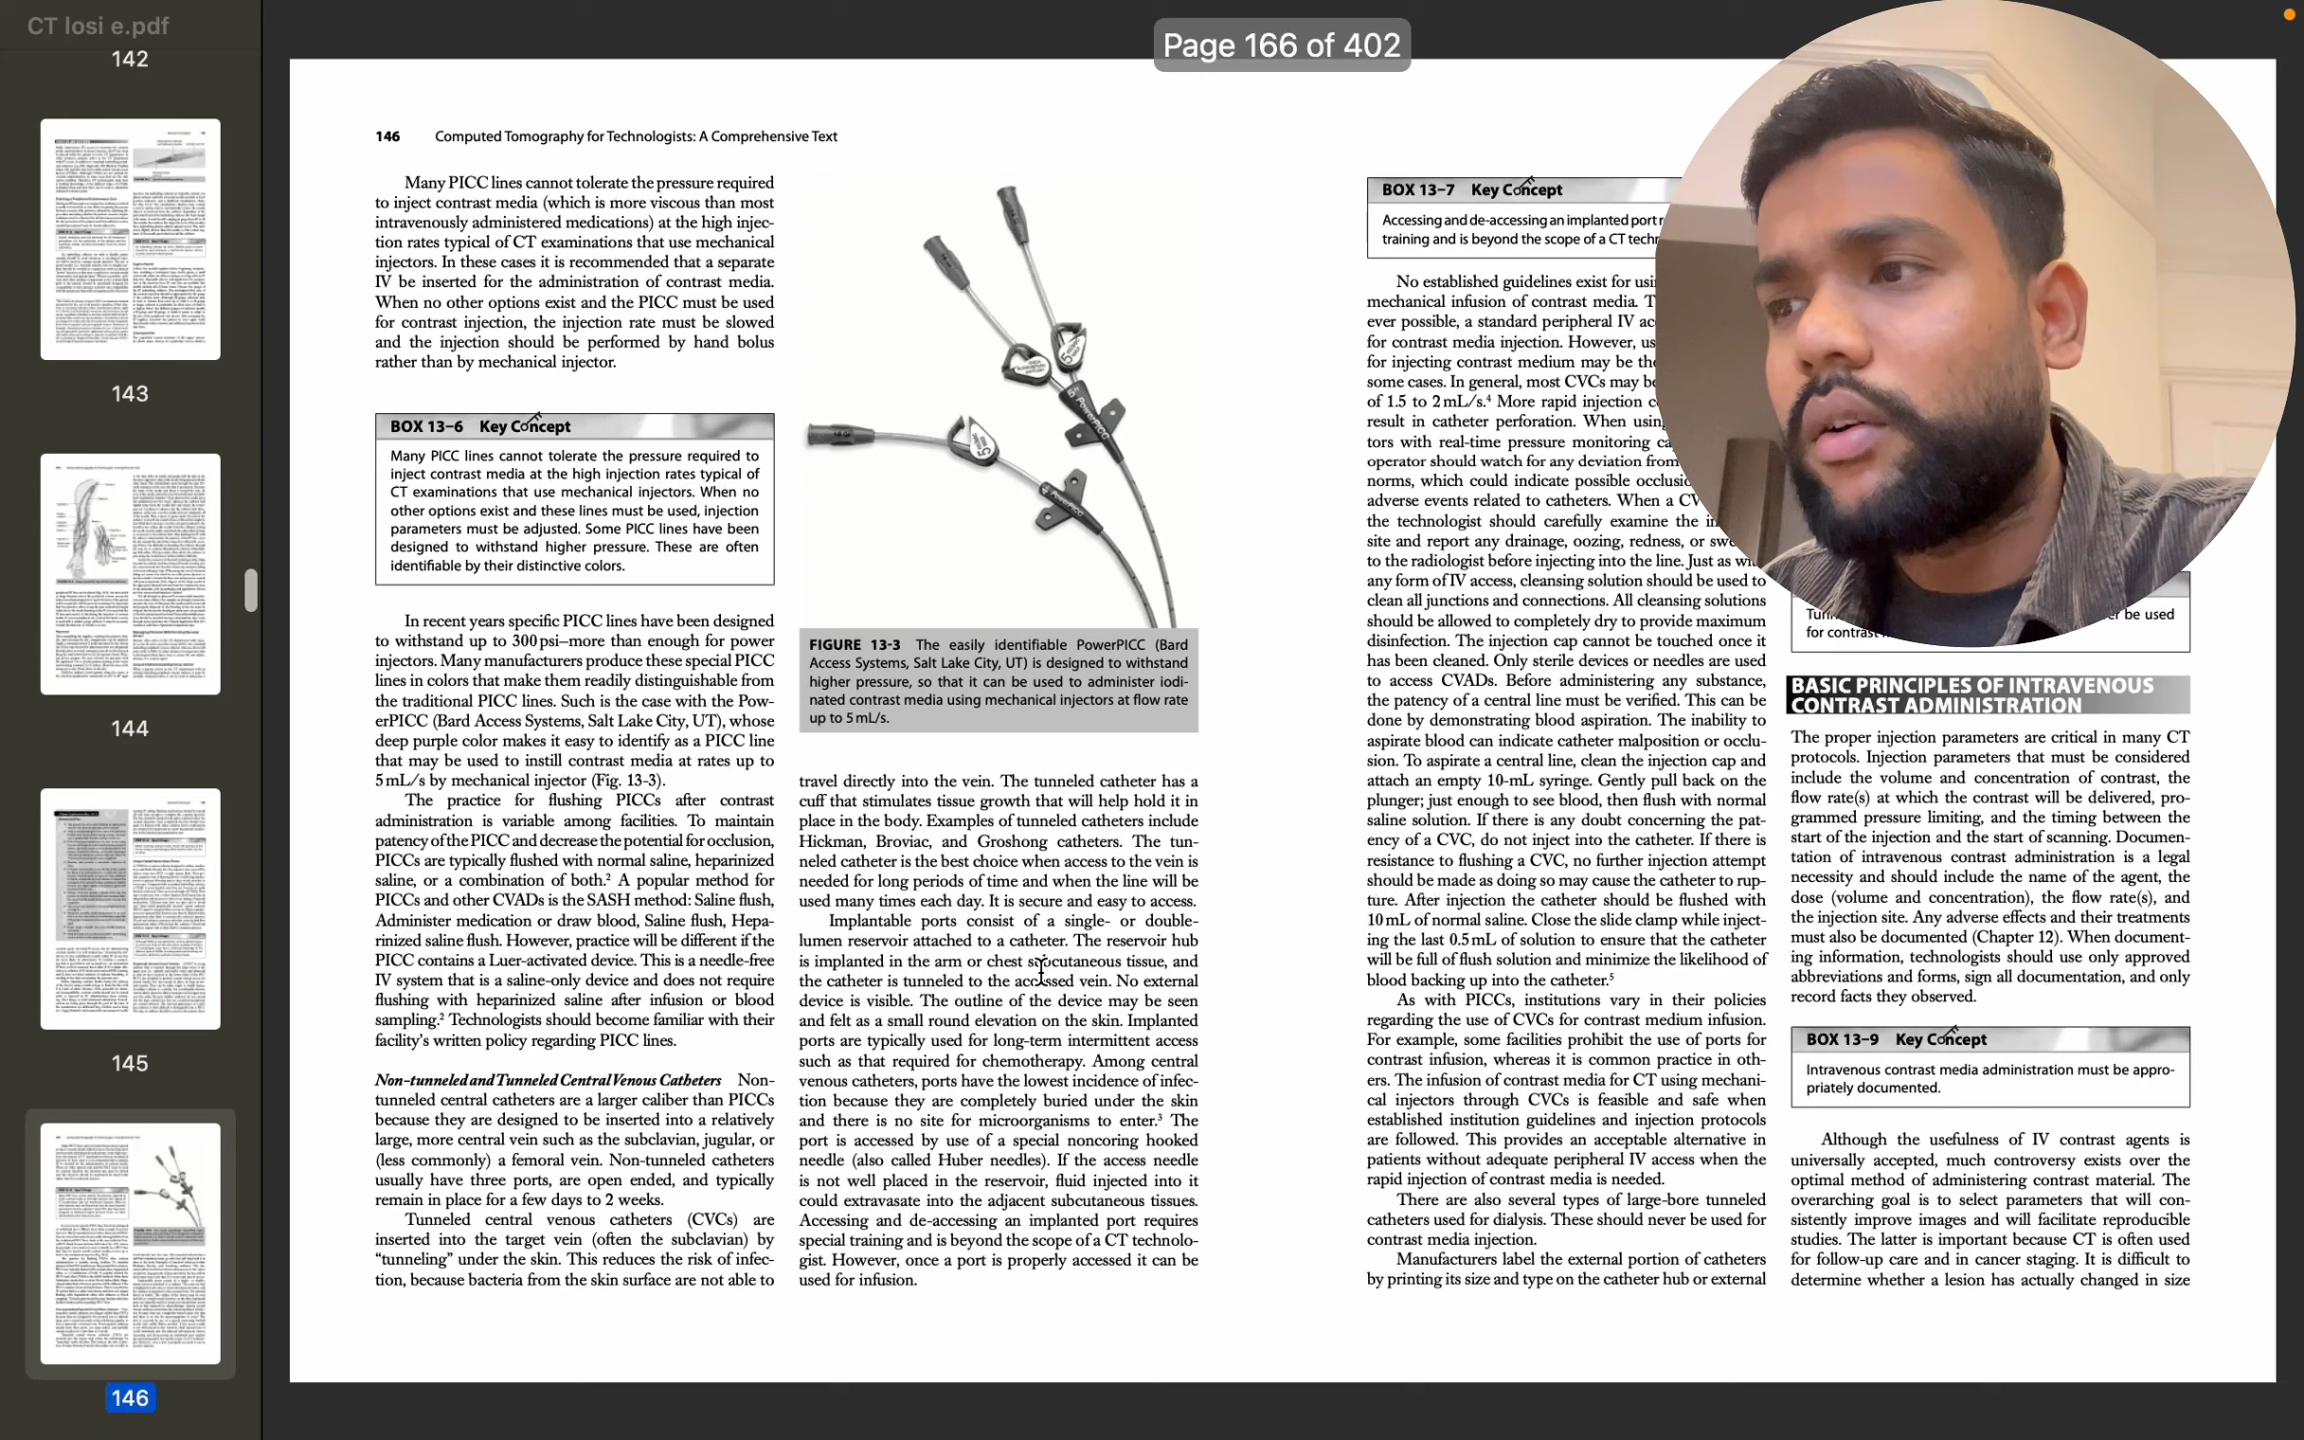 CT losi e.pdf
142
143
144
145
146
Page 166 of 402
146 Computed Tomography for Technologists: A Comprehensive Text
Many PICC lines cannot tolerate the pressure required
to inject contrast media (which is more viscous than most
intravenously administered medications) at the high injec-
tion rates typical of CT examinations that use mechanical
injectors. In these cases it is recommended that a separate
IV be inserted for the administration of contrast media.
When no other options exist and the PICC must be used
for contrast injection, the injection rate must be slowed
and the injection should be performed by hand bolus
rather than by mechanical injector.
BOX 13–6 Key Concept
Many PICC lines cannot tolerate the pressure required to
inject contrast media at the high injection rates typical of
CT examinations that use mechanical injectors. When no
other options exist and these lines must be used, injection
parameters must be adjusted. Some PICC lines have been
designed to withstand higher pressure. These are often
identifiable by their distinctive colors.
In recent years specific PICC lines have been designed
to withstand up to 300 psi—more than enough for power
injectors. Many manufacturers produce these special PICC
lines in colors that make them readily distinguishable from
the traditional PICC lines. Such is the case with the Pow-
erPICC (Bard Access Systems, Salt Lake City, UT), whose
deep purple color makes it easy to identify as a PICC line
that may be used to instill contrast media at rates up to
5 mL/s by mechanical injector (Fig. 13-3).
The practice for flushing PICCs after contrast
administration is variable among facilities. To maintain
patency of the PICC and decrease the potential for occlusion,
PICCs are typically flushed with normal saline, heparinized
saline, or a combination of both.² A popular method for
PICCs and other CVADs is the SASH method: Saline flush,
Administer medication or draw blood, Saline flush, Hepa-
rinized saline flush. However, practice will be different if the
PICC contains a Luer-activated device. This is a needle-free
IV system that is a saline-only device and does not require
flushing with heparinized saline after infusion or blood
sampling.² Technologists should become familiar with their
facility's written policy regarding PICC lines.
Non-tunneled and Tunneled Central Venous Catheters Non-
tunneled central catheters are a larger caliber than PICCs
because they are designed to be inserted into a relatively
large, more central vein such as the subclavian, jugular, or
(less commonly) a femoral vein. Non-tunneled catheters
usually have three ports, are open ended, and typically
remain in place for a few days to 2 weeks.
Tunneled central venous catheters (CVCs) are
inserted into the target vein (often the subclavian) by
“tunneling” under the skin. This reduces the risk of infec-
tion, because bacteria from the skin surface are not able to
PowerPICC
PowerPICC
FIGURE 13-3 The easily identifiable PowerPICC (Bard
Access Systems, Salt Lake City, UT) is designed to withstand
higher pressure, so that it can be used to administer iodi-
nated contrast media using mechanical injectors at flow rate
up to 5 mL/s.
travel directly into the vein. The tunneled catheter has a
cuff that stimulates tissue growth that will help hold it in
place in the body. Examples of tunneled catheters include
Hickman, Broviac, and Groshong catheters. The tun-
neled catheter is the best choice when access to the vein is
needed for long periods of time and when the line will be
used many times each day. It is secure and easy to access.
Implantable ports consist of a single- or double-
lumen reservoir attached to a catheter. The reservoir hub
is implanted in the arm or chest subcutaneous tissue, and
the catheter is tunneled to the accessed vein. No external
device is visible. The outline of the device may be seen
and felt as a small round elevation on the skin. Implanted
ports are typically used for long-term intermittent access
such as that required for chemotherapy. Among central
venous catheters, ports have the lowest incidence of infec-
tion because they are completely buried under the skin
and there is no site for microorganisms to enter.³ The
port is accessed by use of a special noncoring hooked
needle (also called Huber needles). If the access needle
is not well placed in the reservoir, fluid injected into it
could extravasate into the adjacent subcutaneous tissues.
Accessing and de-accessing an implanted port requires
special training and is beyond the scope of a CT technolo-
gist. However, once a port is properly accessed it can be
used for infusion.
BOX 13–7 Key Concept
Accessing and de-accessing an implanted port
training and is beyond the scope of a CT
No established guidelines exist for
mechanical infusion of contrast media.
ever possible, a standard peripheral IV
for contrast media injection. However,
for injecting contrast medium may be
some cases. In general, most CVCs may
of 1.5 to 2 mL/s.⁴ More rapid injection
result in catheter perforation. When
tors with real-time pressure monitoring
operator should watch for any deviation from
norms, which could indicate possible
adverse events related to catheters. When a
the technologist should carefully examine the
site and report any drainage, oozing, redness, or
to the radiologist before injecting into the line. Just as
any form of IV access, cleansing solution should be used to
clean all junctions and connections. All cleansing solutions
should be allowed to completely dry to provide maximum
disinfection. The injection cap cannot be touched once it
has been cleaned. Only sterile devices or needles are used
to access CVADs. Before administering any substance,
the patency of a central line must be verified. This can be
done by demonstrating blood aspiration. The inability to
aspirate blood can indicate catheter malposition or occlu-
sion. To aspirate a central line, clean the injection cap and
attach an empty 10-mL syringe. Gently pull back on the
plunger; just enough to see blood, then flush with normal
saline solution. If there is any doubt concerning the pat-
ency of a CVC, do not inject into the catheter. If there is
resistance to flushing a CVC, no further injection attempt
should be made as doing so may cause the catheter to rup-
ture. After injection the catheter should be flushed with
10 mL of normal saline. Close the slide clamp while inject-
ing the last 0.5 mL of solution to ensure that the catheter
will be full of flush solution and minimize the likelihood of
blood backing up into the catheter.⁵
As with PICCs, institutions vary in their policies
regarding the use of CVCs for contrast medium infusion.
For example, some facilities prohibit the use of ports for
contrast infusion, whereas it is common practice in oth-
ers. The infusion of contrast media for CT using mechani-
cal injectors through CVCs is feasible and safe when
established institution guidelines and injection protocols
are followed. This provides an acceptable alternative in
patients without adequate peripheral IV access when the
rapid injection of contrast media is needed.
There are also several types of large-bore tunneled
catheters used for dialysis. These should never be used for
contrast media injection.
Manufacturers label the external portion of catheters
by printing its size and type on the catheter hub or external
be used
for contrast
BASIC PRINCIPLES OF INTRAVENOUS
CONTRAST ADMINISTRATION
The proper injection parameters are critical in many CT
protocols. Injection parameters that must be considered
include the volume and concentration of contrast, the
flow rate(s) at which the contrast will be delivered, pro-
grammed pressure limiting, and the timing between the
start of the injection and the start of scanning. Documen-
tation of intravenous contrast administration is a legal
necessity and should include the name of the agent, the
dose (volume and concentration), the flow rate(s), and
the injection site. Any adverse effects and their treatments
must also be documented (Chapter 12). When document-
ing information, technologists should use only approved
abbreviations and forms, sign all documentation, and only
record facts they observed.
BOX 13–9 Key Concept
Intravenous contrast media administration must be appro-
priately documented.
Although the usefulness of IV contrast agents is
universally accepted, much controversy exists over the
optimal method of administering contrast material. The
overarching goal is to select parameters that will con-
sistently improve images and will facilitate reproducible
studies. The latter is important because CT is often used
for follow-up care and in cancer staging. It is difficult to
determine whether a lesion has actually changed in size